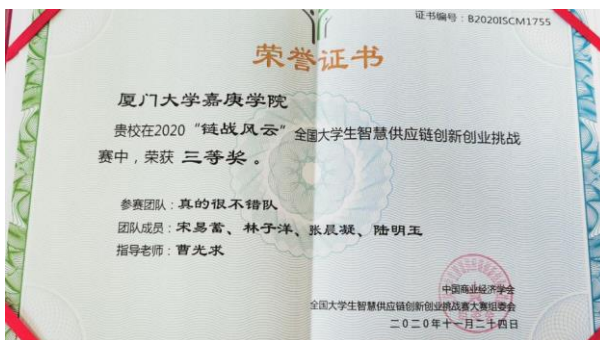 证书编号：B2020ISCM1755
荣誉证书
厦门大学嘉庚学院
贵校在2020“链战风云”全国大学生智慧供应链创新创业挑战
赛中，荣获 三等奖。
参赛团队：真的很不错队
团队成员：宋易蓄、林子洋、张晨凝、陆明玉
指导老师：曹光求
中国商业经济学会
全国大学生智慧供应链创新创业挑战赛大赛组委会
二〇二〇年十一月二十四日